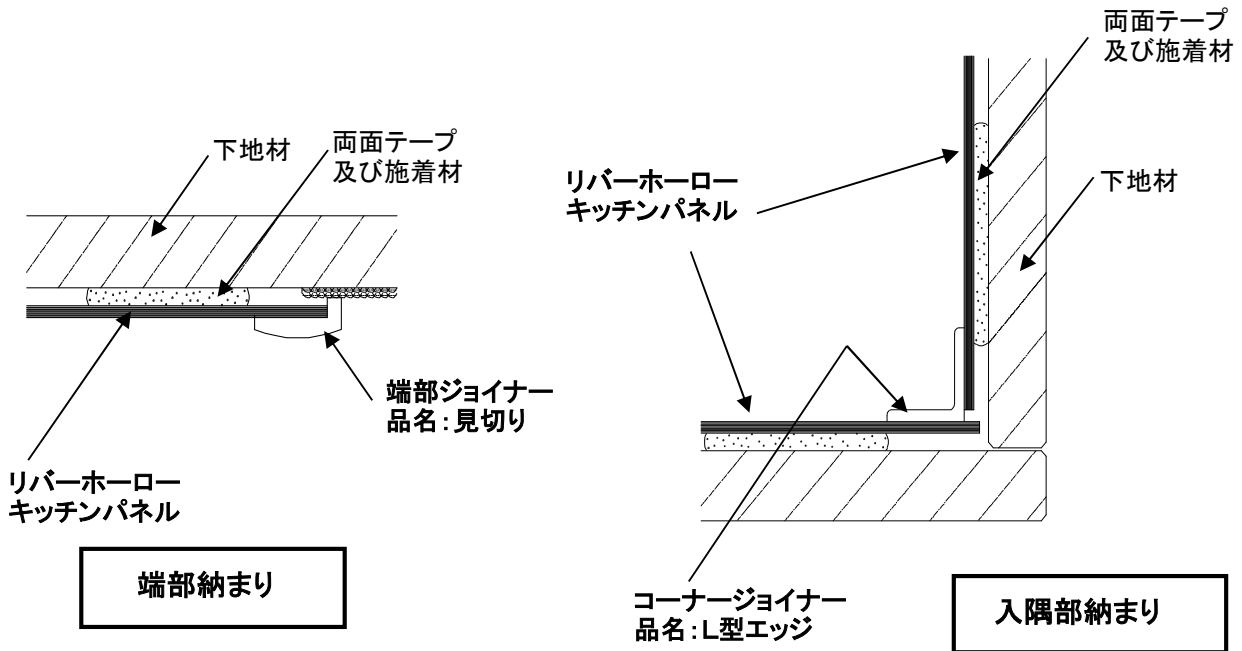 下地材
両面テープ
及び施着材
リバーホーロー
キッチンパネル
端部ジョイナー
品名：見切り
端部納まり
両面テープ
及び施着材
リバーホーロー
キッチンパネル
下地材
コーナージョイナー
品名：L型エッジ
入隅部納まり